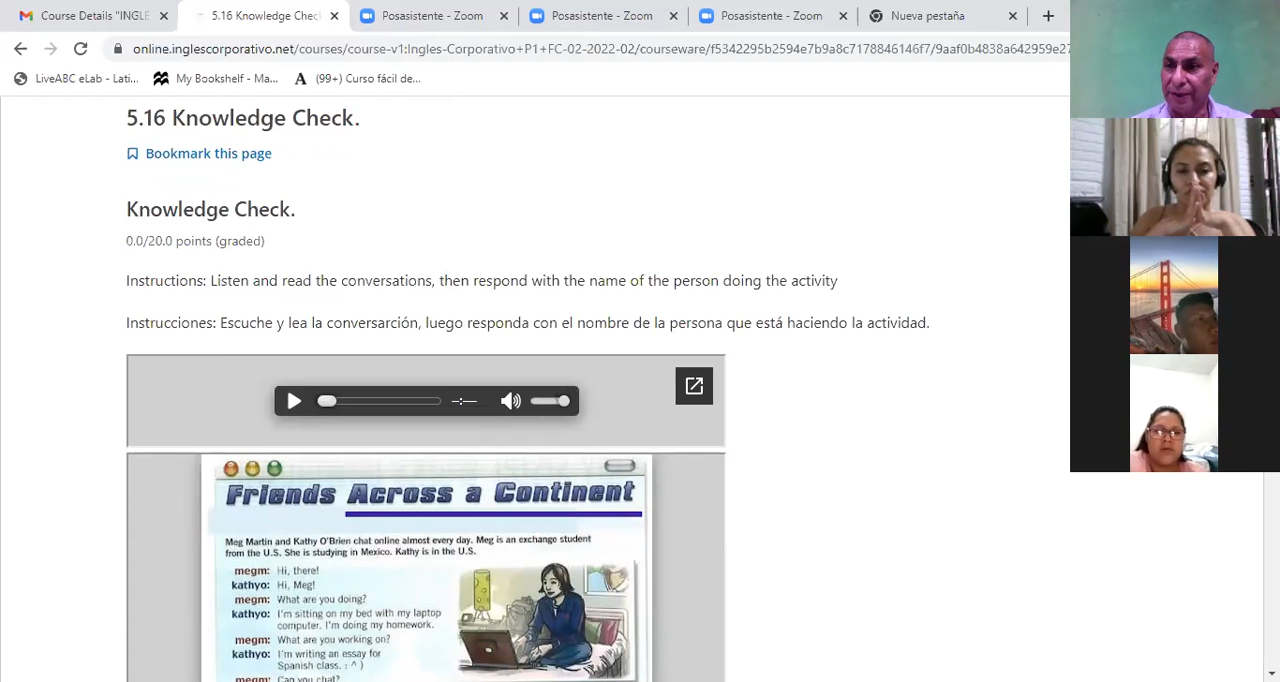 Course Details "INGLE
5.16 Knowledge Chec
Posasistente - Zoom
Posasistente - Zoom
Posasistente - Zoom
Nueva pestaña
online.inglescorporativo.net/courses/course-v1:Ingles-Corporativo+P1+FC-02-2022-02/courseware/f5342295b2594e7b9a8c7178846146f7/9aaf0b4838a642959e27
LiveABC eLab - Lati...
My Bookshelf - Ma...
(99+) Curso fácil de...
5.16 Knowledge Check.
Bookmark this page
Knowledge Check.
0.0/20.0 points (graded)
Instructions: Listen and read the conversations, then respond with the name of the person doing the activity
Instrucciones: Escuche y lea la conversarción, luego responda con el nombre de la persona que está haciendo la actividad.
-:--
Friends Across a Continent
Meg Martin and Kathy O'Brien chat online almost every day. Meg is an exchange student
from the U.S. She is studying in Mexico. Kathy is in the U.S.
megm: Hi, there!
kathyo: Hi, Meg!
megm: What are you doing?
kathyo: I'm sitting on my bed with my laptop
computer. I'm doing my homework.
megm: What are you working on?
kathyo: I'm writing an essay for
Spanish class. : ^ )
megm: Can you chat?